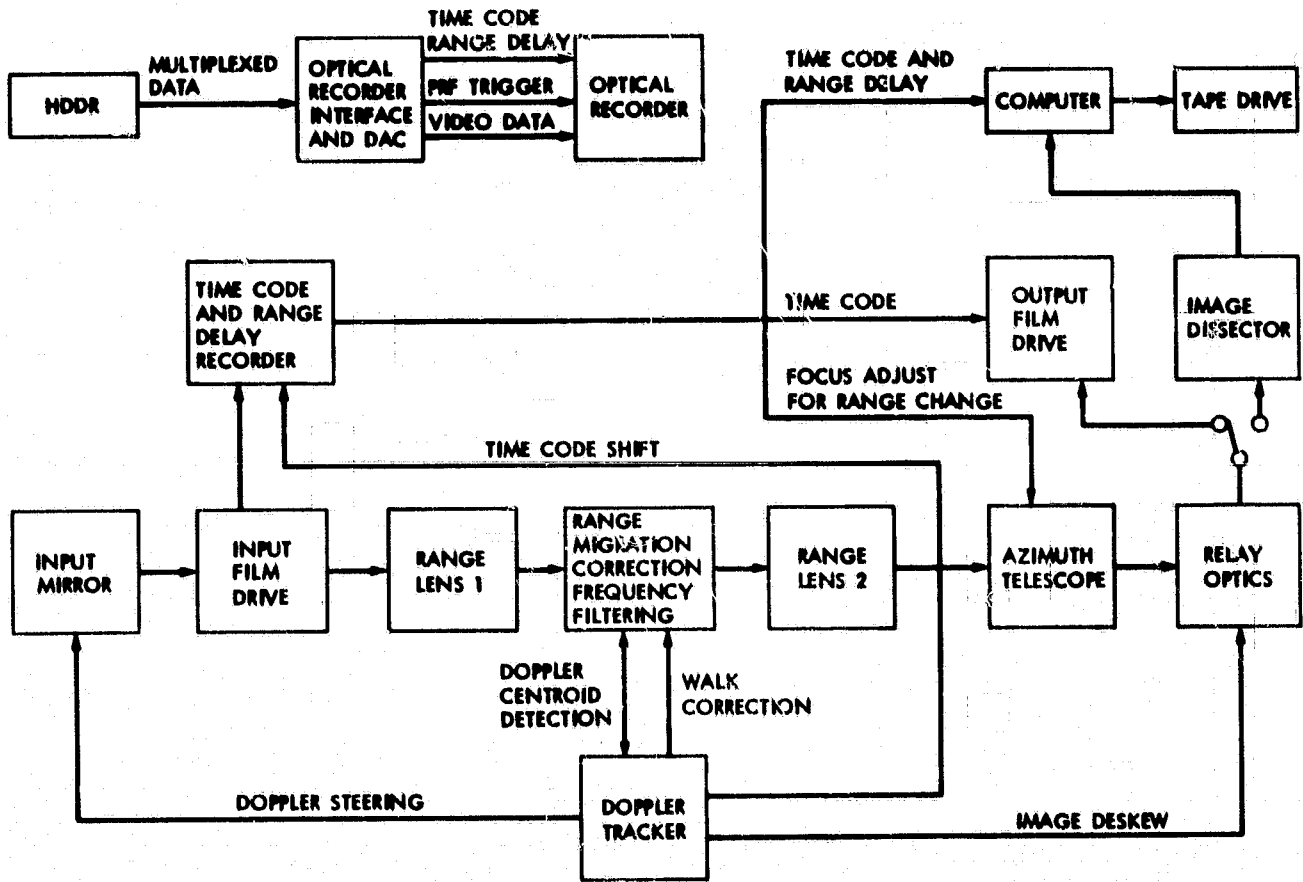 HDDR
MULTIPLEXED
DATA
OPTICAL
RECORDER
INTERFACE
AND DAC
TIME CODE
RANGE DELAY
PRF TRIGGER
VIDEO DATA
OPTICAL
RECORDER
TIME CODE AND
RANGE DELAY
COMPUTER
TAPE DRIVE
TIME CODE
AND RANGE
DELAY
RECORDER
TIME CODE
OUTPUT
FILM
DRIVE
IMAGE
DISSECTOR
FOCUS ADJUST
FOR RANGE CHANGE
TIME CODE SHIFT
INPUT
MIRROR
INPUT
FILM
DRIVE
RANGE
LENS 1
RANGE
MIGRATION
CORRECTION
FREQUENCY
FILTERING
RANGE
LENS 2
AZIMUTH
TELESCOPE
RELAY
OPTICS
DOPPLER
CENTROID
DETECTION
WALK
CORRECTION
DOPPLER STEERING
DOPPLER
TRACKER
IMAGE DESKEW